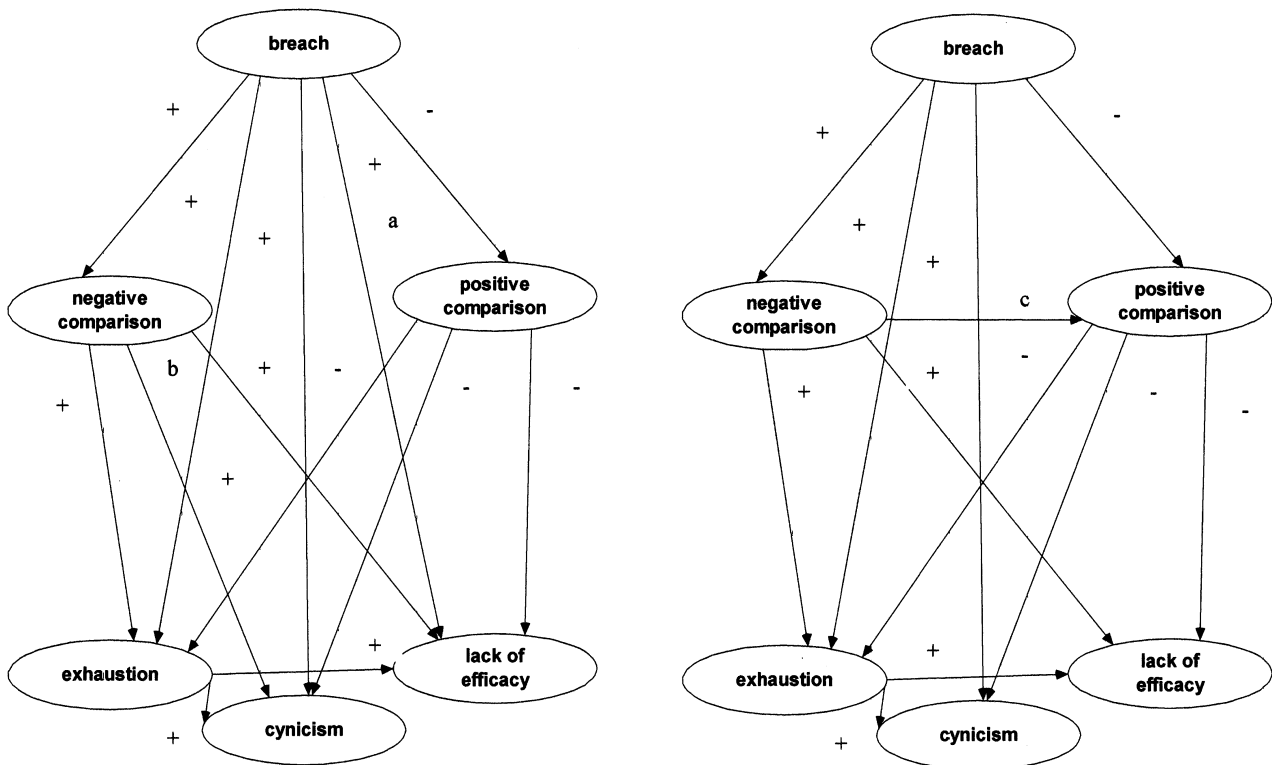 breach
+
-
+
+
a
+
negative
comparison
positive
comparison
b
+
-
+
-
-
+
+
exhaustion
lack of
efficacy
cynicism
+
breach
+
-
+
+
negative
comparison
c
positive
comparison
-
+
+
-
-
+
exhaustion
lack of
efficacy
cynicism
+